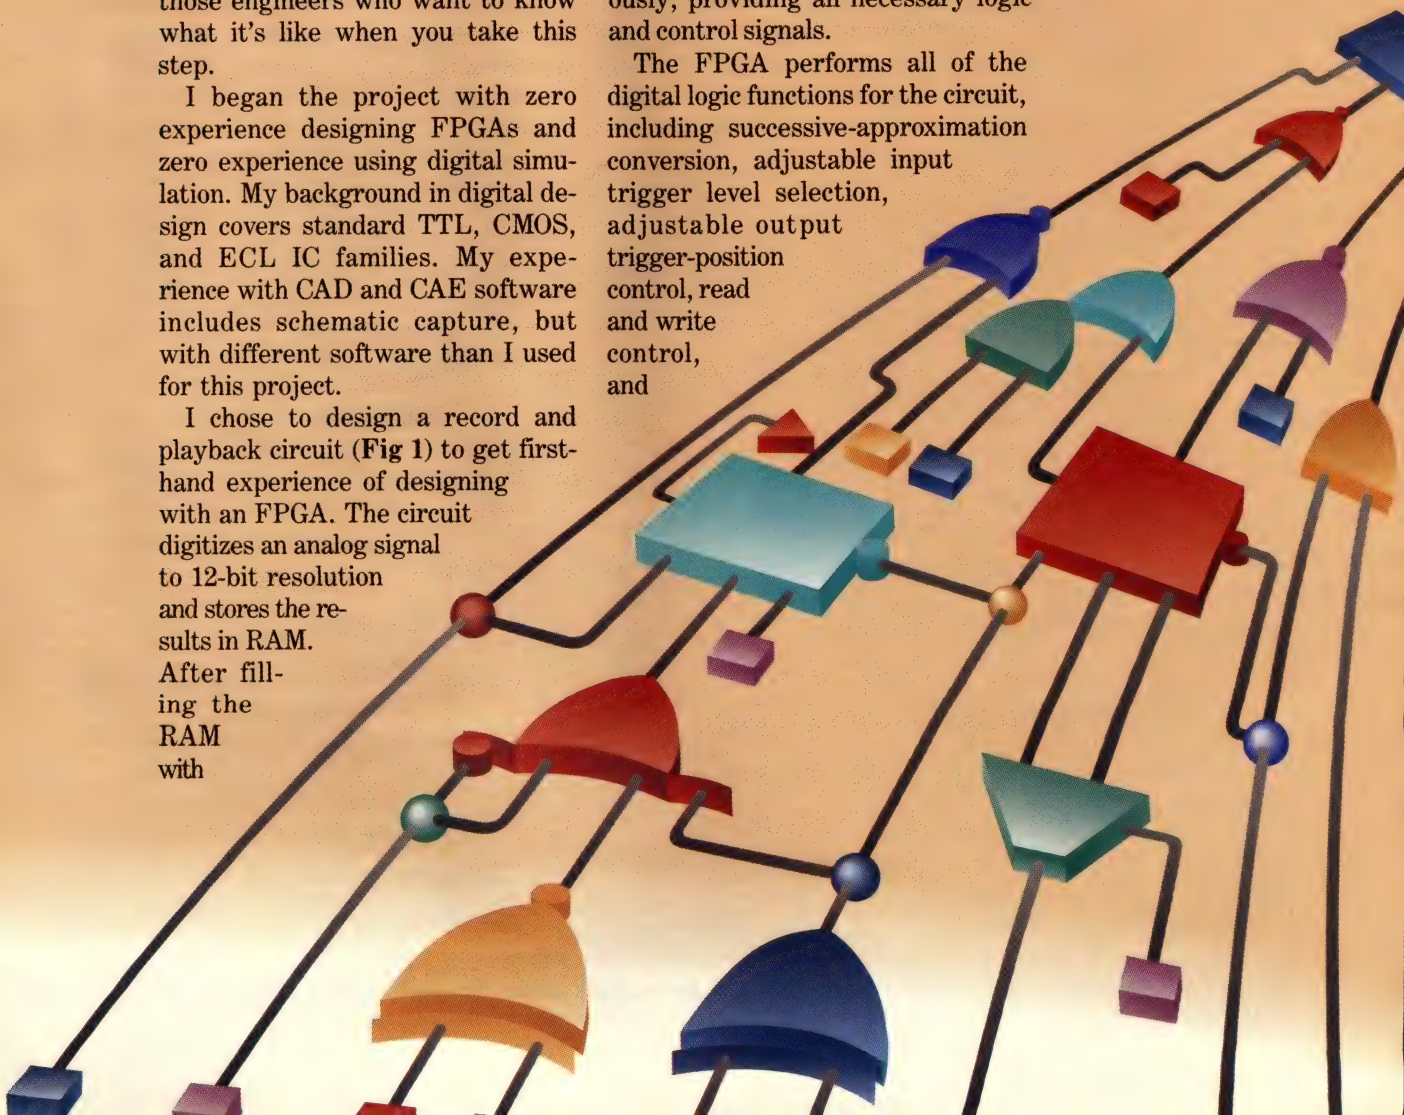 those engineers who want to know
what it's like when you take this
step.
I began the project with zero
experience designing FPGAs and
zero experience using digital simu-
lation. My background in digital de-
sign covers standard TTL, CMOS,
and ECL IC families. My expe-
rience with CAD and CAE software
includes schematic capture, but
with different software than I used
for this project.
I chose to design a record and
playback circuit (Fig 1) to get first-
hand experience of designing
with an FPGA. The circuit
digitizes an analog signal
to 12-bit resolution
and stores the re-
sults in RAM.
After fill-
ing the
RAM
with
ously, providing all necessary logic
and control signals.
The FPGA performs all of the
digital logic functions for the circuit,
including successive-approximation
conversion, adjustable input
trigger level selection,
adjustable output
trigger-position
control, read
and write
control,
and